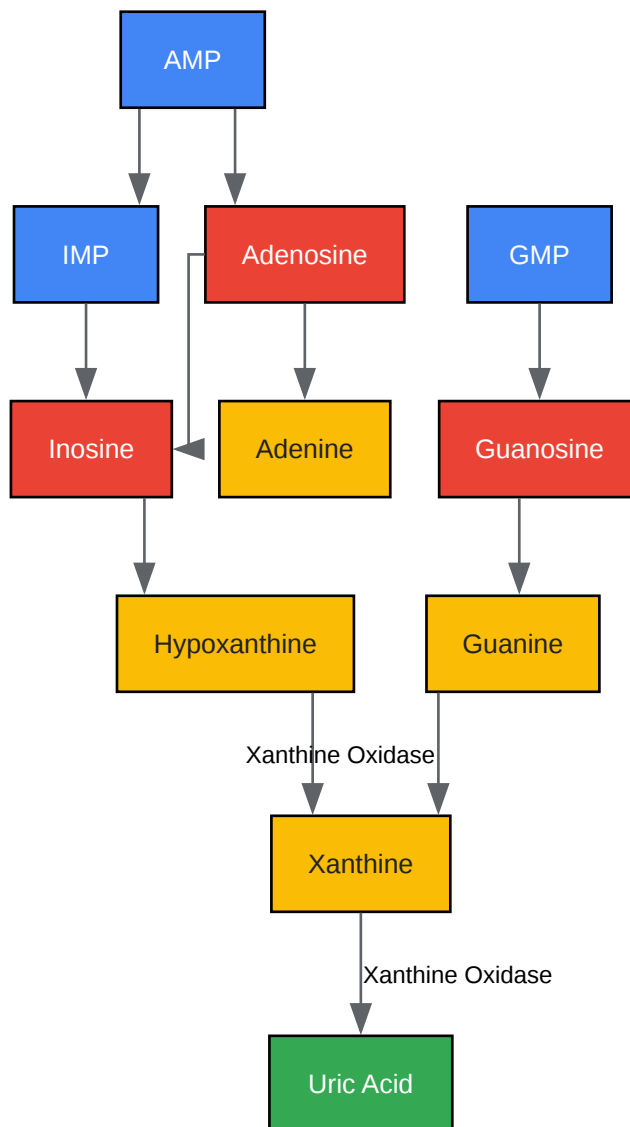 AMP
IMP
Adenosine
GMP
Inosine
Adenine
Guanosine
Hypoxanthine
Guanine
Xanthine Oxidase
Xanthine
Xanthine Oxidase
Uric Acid